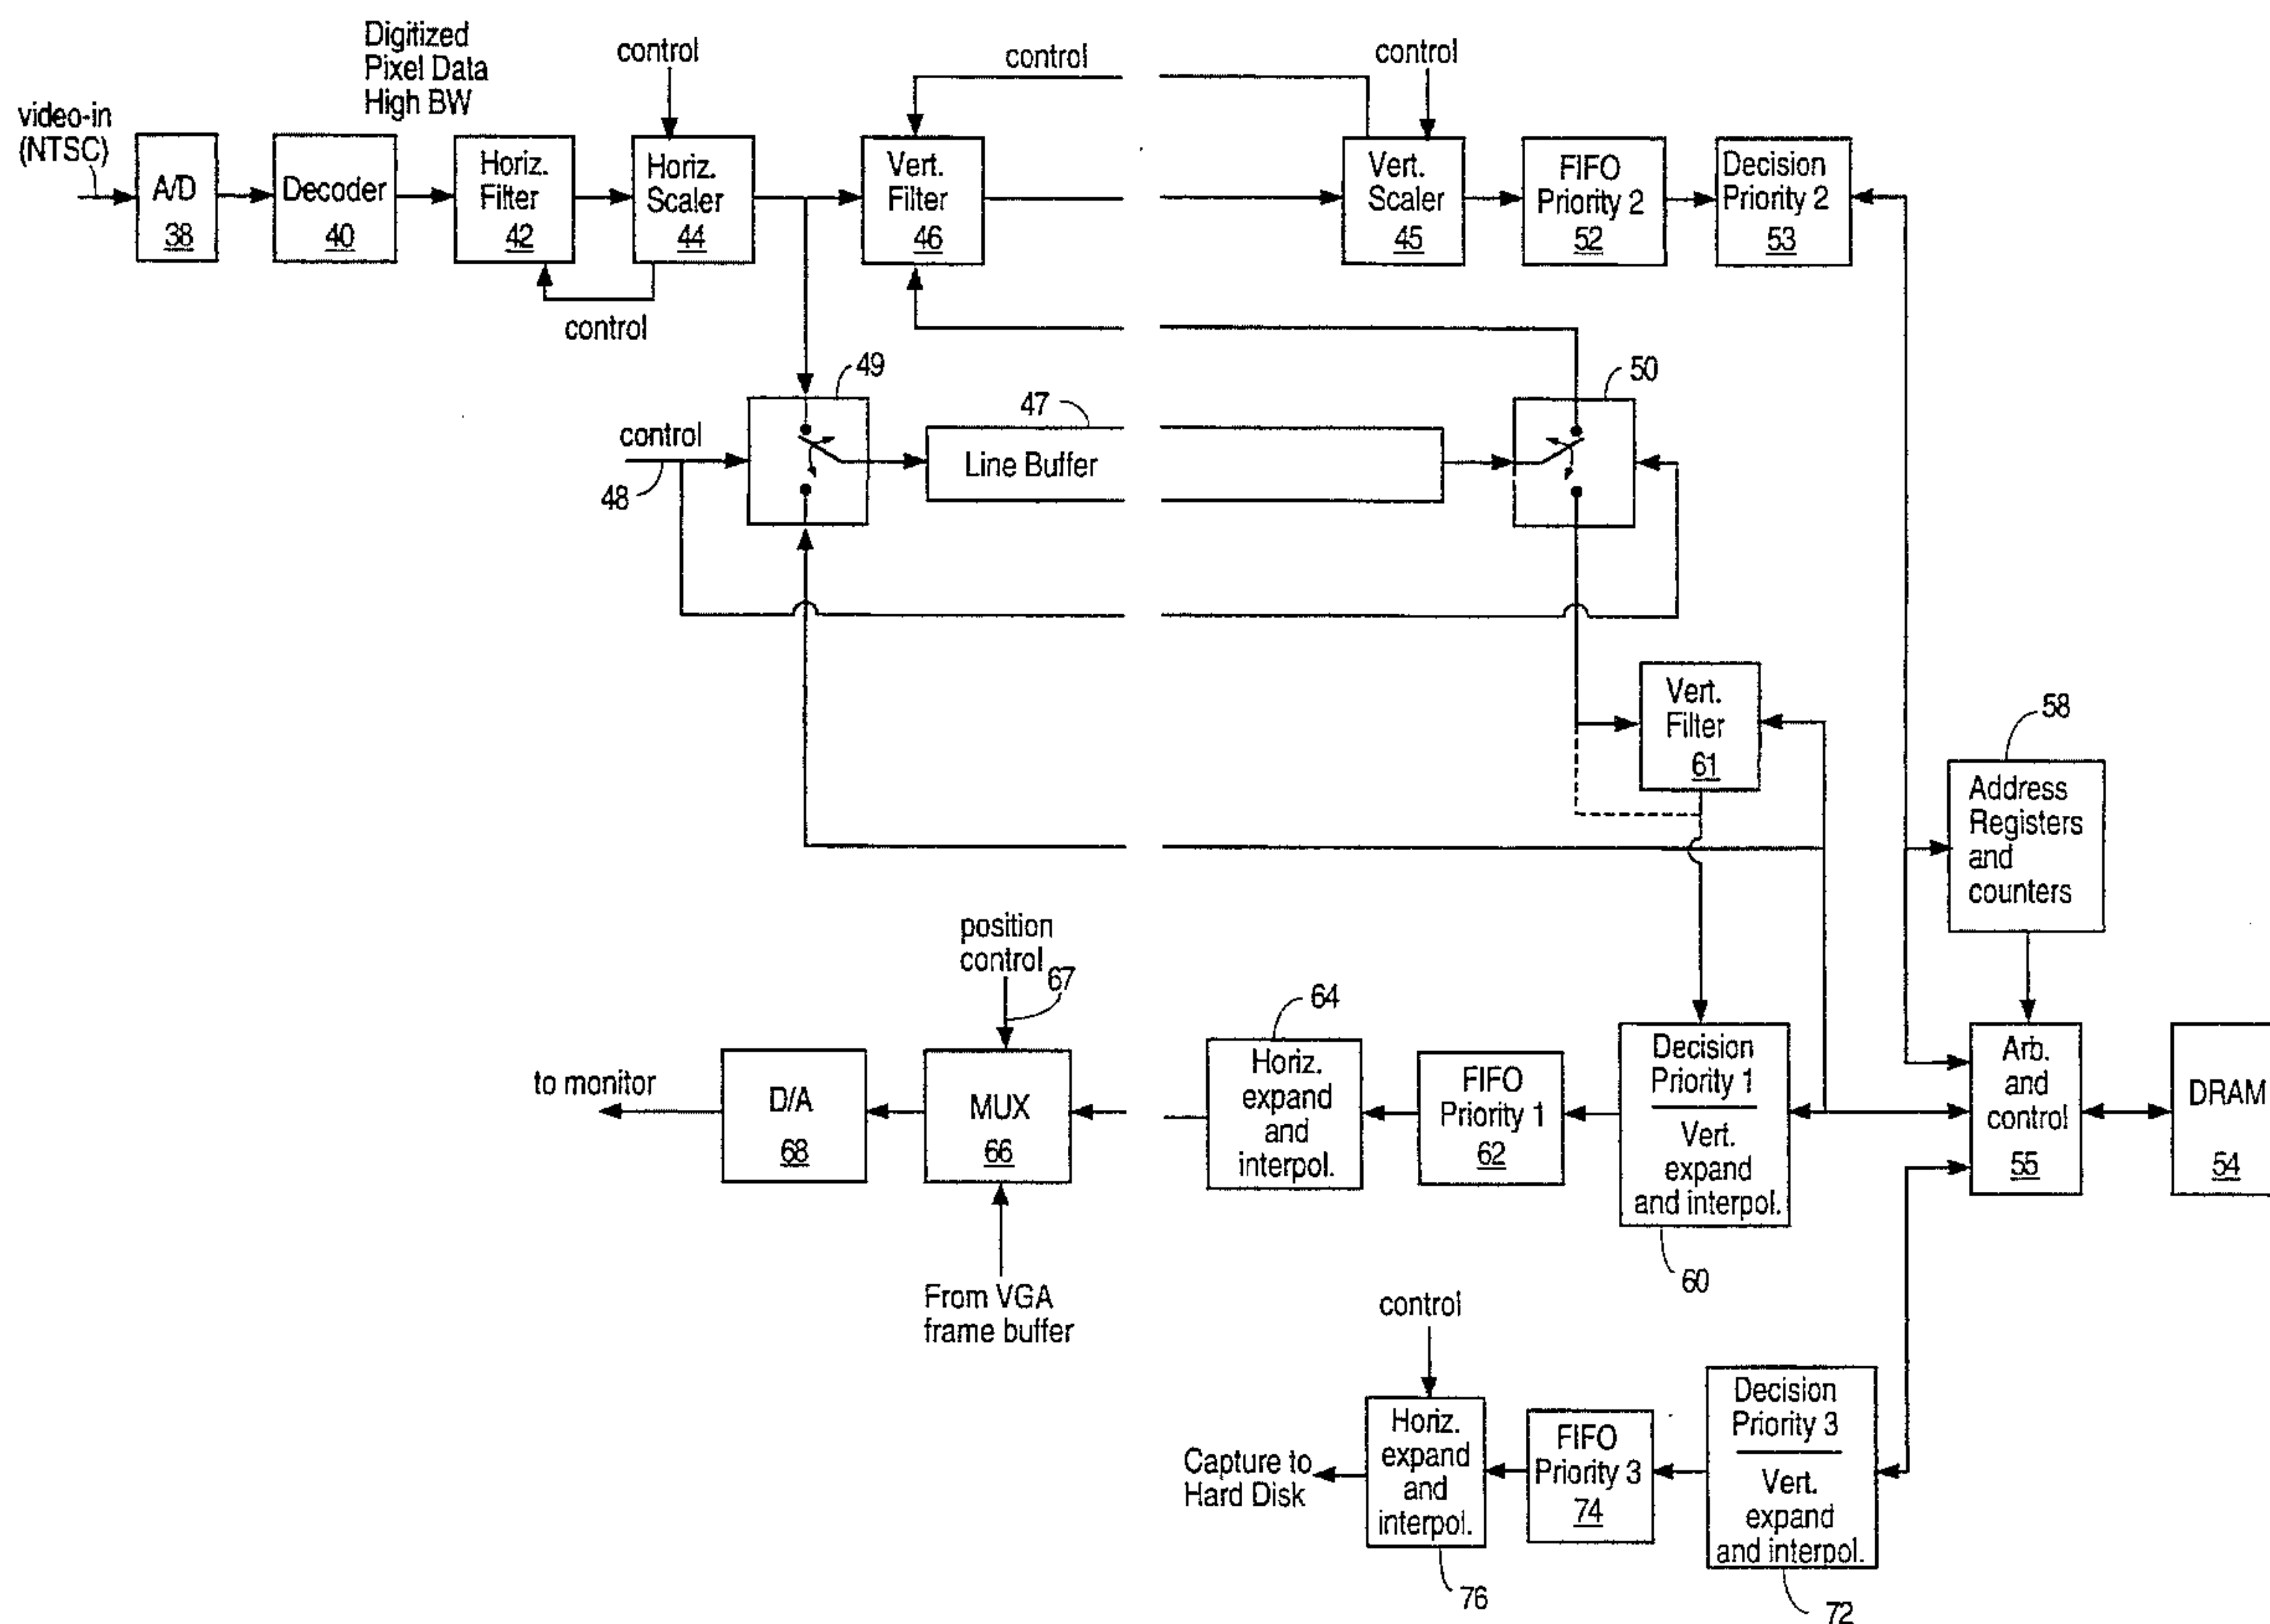 Digitized
Pixel Data
High BW
control
control
control
video-in
(NTSC)
A/D
38
Decoder
40
Horiz.
Filter
42
Horiz.
Scaler
44
Vert.
Filter
46
Vert.
Scaler
45
FIFO
Priority 2
52
Decision
Priority 2
53
control
49
47
50
control
48
Line Buffer
Vert.
Filter
61
58
Address
Registers
and
counters
position
control
67
64
to monitor
D/A
68
MUX
66
Horiz.
expand
and
interpol.
FIFO
Priority 1
62
Decision
Priority 1
Vert.
expand
and interpol.
60
Arb.
and
control
55
DRAM
54
From VGA
frame buffer
control
Capture to
Hard Disk
Horiz.
expand
and
interpol.
76
FIFO
Priority 3
74
Decision
Priority 3
Vert.
expand
and interpol.
72